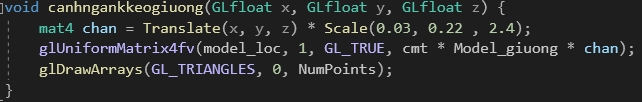 void canhngankkeogiuong(GLfloat x, GLfloat y, GLfloat z) {
mat4 chan = Translate(x, y, z) * Scale(0.03, 0.22 , 2.4);
glUniformMatrix4fv(model_loc, 1, GL_TRUE, cmt * Model_giuong * chan);
glDrawArrays(GL_TRIANGLES, 0, NumPoints);
}